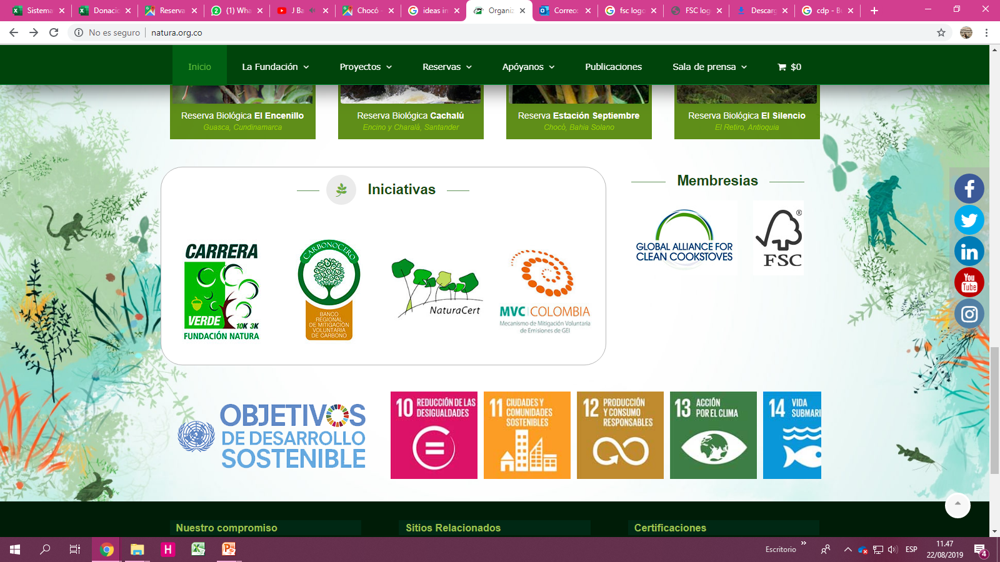 Sistema
Donacio
Reserva
(1) Wha
J Ba
Chocó
ideas in
Organiz
Correo:
fsc logo
FSC log
Descarg
cdp - B
No es seguro
natura.org.co
Inicio
La Fundación
Proyectos
Reservas
Apóyanos
Publicaciones
Sala de prensa
$0
Reserva Biológica El Encenillo
Guasca, Cundinamarca
Reserva Biológica Cachalú
Encino y Charalá, Santander
Reserva Estación Septiembre
Chocó, Bahia Solano
Reserva Biológica El Silencio
El Retiro, Antioquia
Iniciativas
CARRERA
VERDE
10K 3K
FUNDACIÓN NATURA
CARBONOCERO
BANCO
REGIONAL
DE MITIGACIÓN
VOLUNTARIA
DE CARBONO
NaturaCert
MVC COLOMBIA
Mecanismo de Mitigación Voluntaria
de Emisiones de GEI
Membresias
GLOBAL ALLIANCE FOR
CLEAN COOKSTOVES
®
FSC
You
Tube
OBJETIVOS
DE DESARROLLO
SOSTENIBLE
10 REDUCCIÓN DE LAS
DESIGUALDADES
11 CIUDADES Y
COMUNIDADES
SOSTENIBLES
12 PRODUCCIÓN
Y CONSUMO
RESPONSABLES
13 ACCIÓN
POR EL CLIMA
14 VIDA
SUBMARI
Nuestro compromiso
Sitios Relacionados
Certificaciones
Escritorio
ESP
11.47
22/08/2019
4